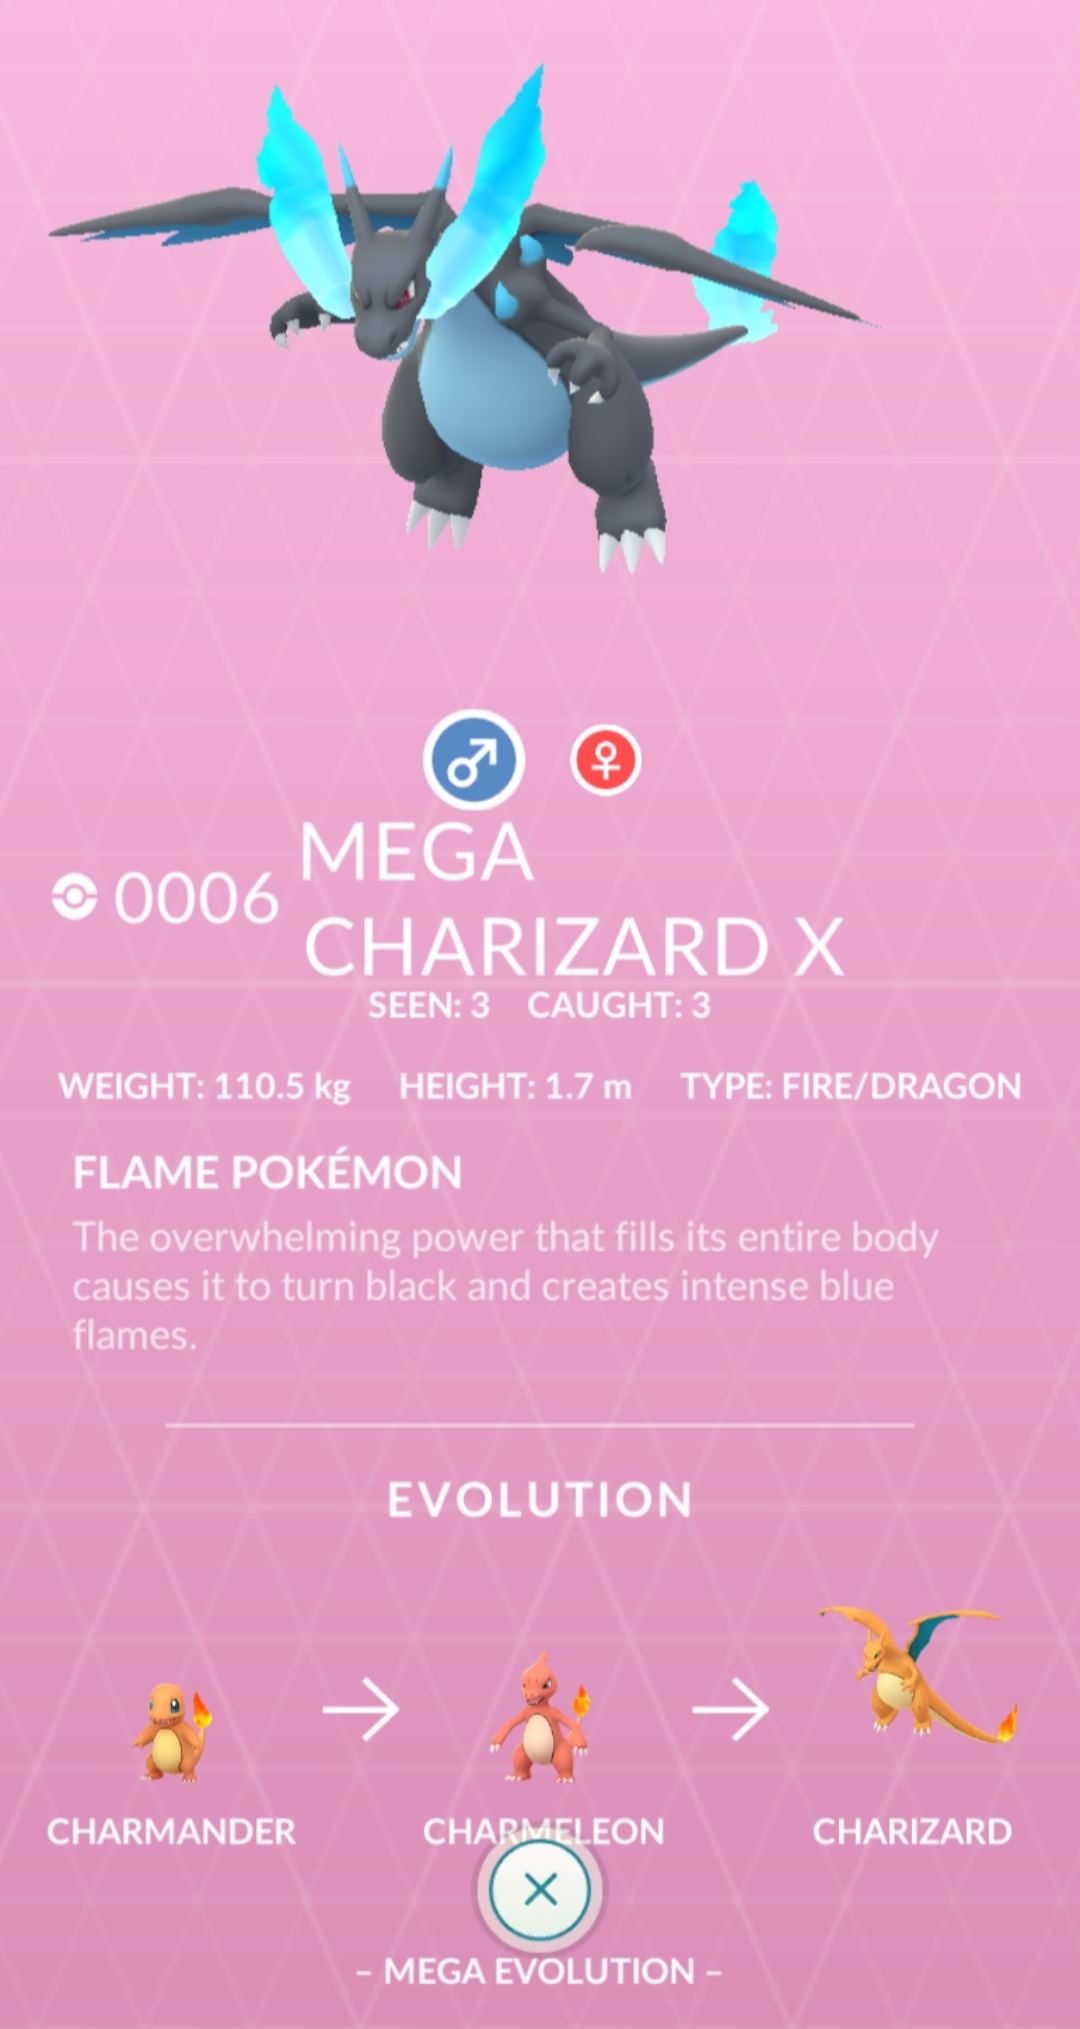 0006 MEGA
CHARIZARD X
SEEN: 3 CAUGHT: 3
WEIGHT: 110.5 kg HEIGHT: 1.7 m TYPE: FIRE/DRAGON
FLAME POKÉMON
The overwhelming power that fills its entire body
causes it to turn black and creates intense blue
flames.
EVOLUTION
CHARMANDER CHARMELEON CHARIZARD
– MEGA EVOLUTION –